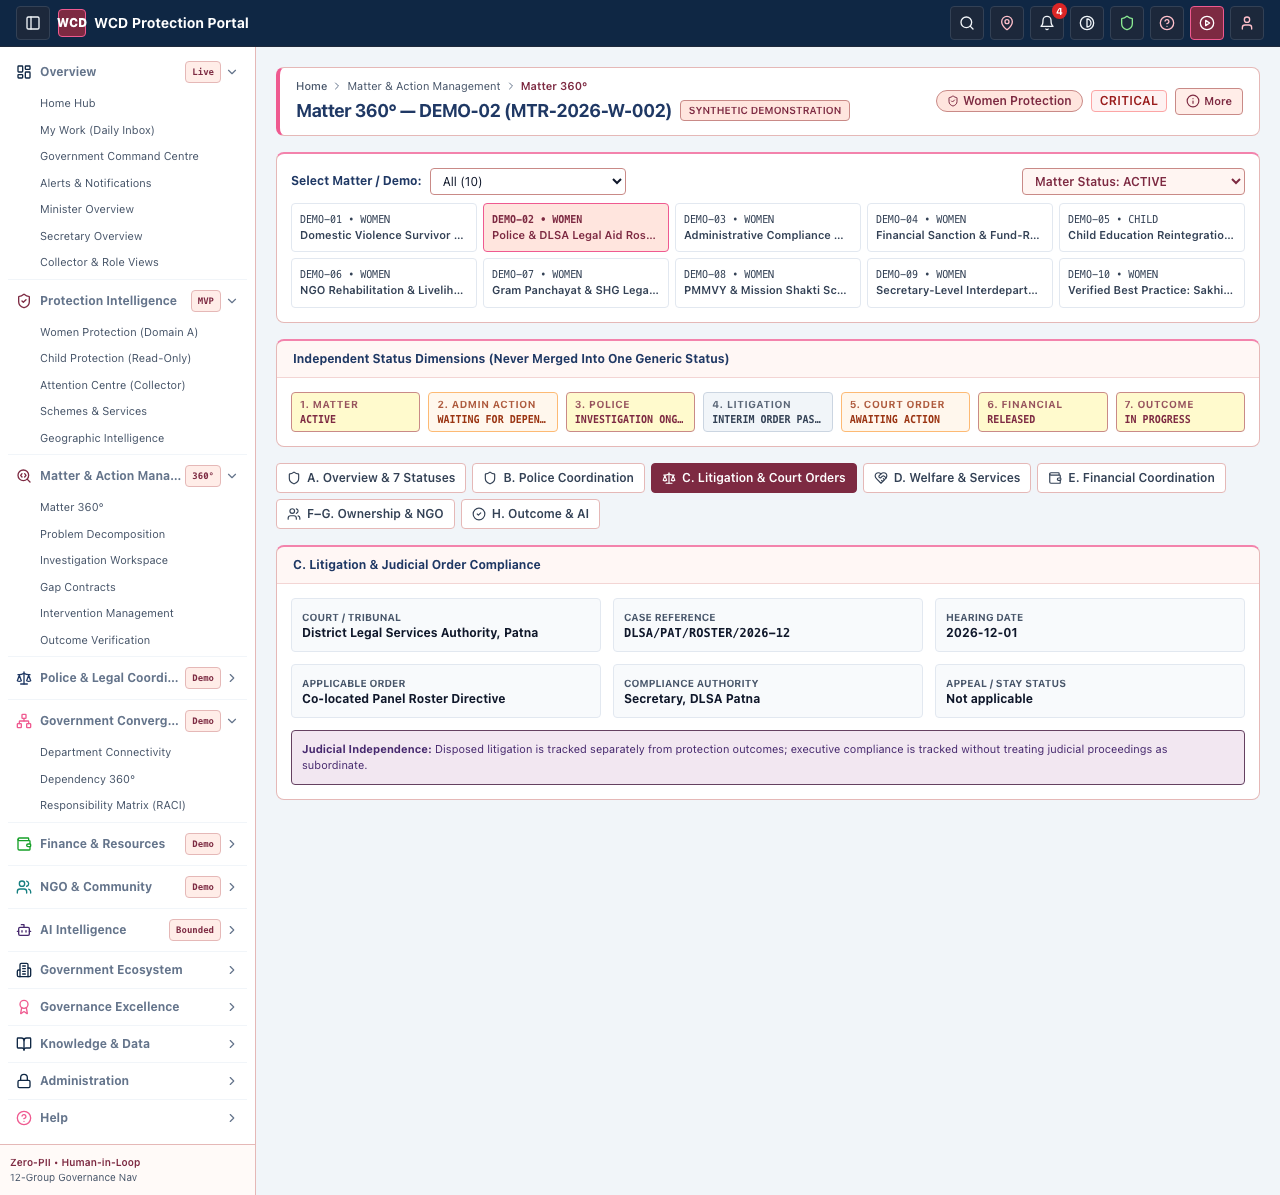 WCD WCD Protection Portal
4
Overview Live
Home Hub
My Work (Daily Inbox)
Government Command Centre
Alerts & Notifications
Minister Overview
Secretary Overview
Collector & Role Views
Protection Intelligence MVP
Women Protection (Domain A)
Child Protection (Read-Only)
Attention Centre (Collector)
Schemes & Services
Geographic Intelligence
Matter & Action Mana... 360°
Matter 360°
Problem Decomposition
Investigation Workspace
Gap Contracts
Intervention Management
Outcome Verification
Police & Legal Coordi... Demo
Government Converg... Demo
Department Connectivity
Dependency 360°
Responsibility Matrix (RACI)
Finance & Resources Demo
NGO & Community Demo
AI Intelligence Bounded
Government Ecosystem
Governance Excellence
Knowledge & Data
Administration
Help
Zero-PII • Human-in-Loop
12-Group Governance Nav
Home > Matter & Action Management > Matter 360°
Matter 360° — DEMO-02 (MTR-2026-W-002) SYNTHETIC DEMONSTRATION
Women Protection CRITICAL More
Select Matter / Demo: All (10) Matter Status: ACTIVE
DEMO-01 • WOMEN
Domestic Violence Survivor ...
DEMO-02 • WOMEN
Police & DLSA Legal Aid Ros...
DEMO-03 • WOMEN
Administrative Compliance ...
DEMO-04 • WOMEN
Financial Sanction & Fund-R...
DEMO-05 • CHILD
Child Education Reintegratio...
DEMO-06 • WOMEN
NGO Rehabilitation & Livelih...
DEMO-07 • WOMEN
Gram Panchayat & SHG Lega...
DEMO-08 • WOMEN
PMMVY & Mission Shakti Sc...
DEMO-09 • WOMEN
Secretary-Level Interdepart...
DEMO-10 • WOMEN
Verified Best Practice: Sakhi...
Independent Status Dimensions (Never Merged Into One Generic Status)
1. MATTER
ACTIVE
2. ADMIN ACTION
WAITING FOR DEPEN...
3. POLICE
INVESTIGATION ONG...
4. LITIGATION
INTERIM ORDER PAS...
5. COURT ORDER
AWAITING ACTION
6. FINANCIAL
RELEASED
7. OUTCOME
IN PROGRESS
A. Overview & 7 Statuses
B. Police Coordination
C. Litigation & Court Orders
D. Welfare & Services
E. Financial Coordination
F–G. Ownership & NGO
H. Outcome & AI
C. Litigation & Judicial Order Compliance
COURT / TRIBUNAL
District Legal Services Authority, Patna
CASE REFERENCE
DLSA/PAT/ROSTER/2026-12
HEARING DATE
2026-12-01
APPLICABLE ORDER
Co-located Panel Roster Directive
COMPLIANCE AUTHORITY
Secretary, DLSA Patna
APPEAL / STAY STATUS
Not applicable
Judicial Independence: Disposed litigation is tracked separately from protection outcomes; executive compliance is tracked without treating judicial proceedings as
subordinate.